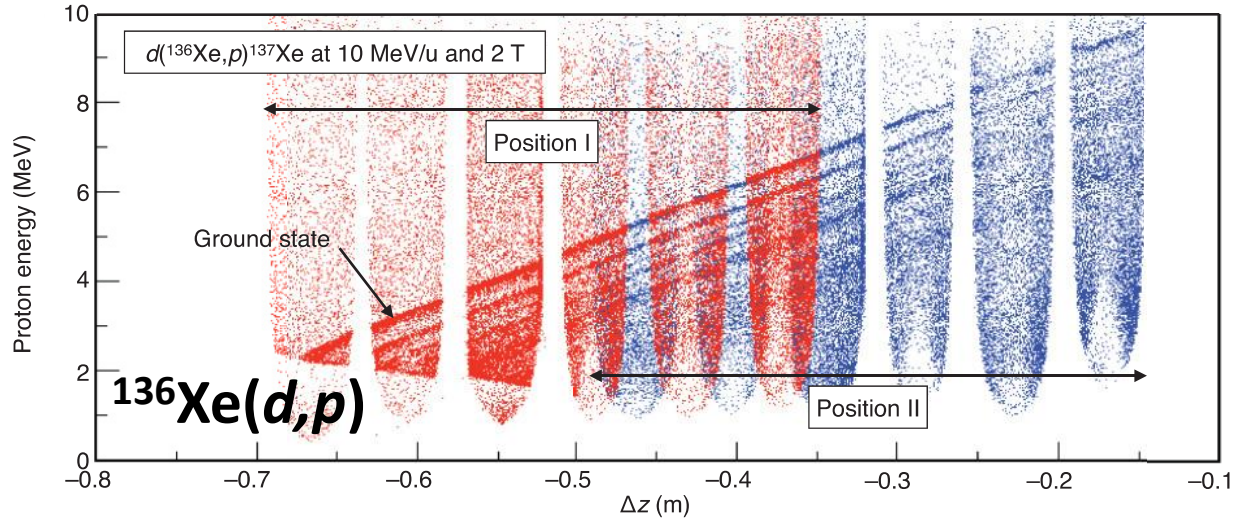 10
d(¹³⁶Xe,p)¹³⁷Xe at 10 MeV/u and 2 T
8
Position I
Proton energy (MeV)
6
Ground state
4
2
¹³⁶Xe(d,p)
Position II
0
−0.8 −0.7 −0.6 −0.5 −0.4 −0.3 −0.2 −0.1
Δz (m)